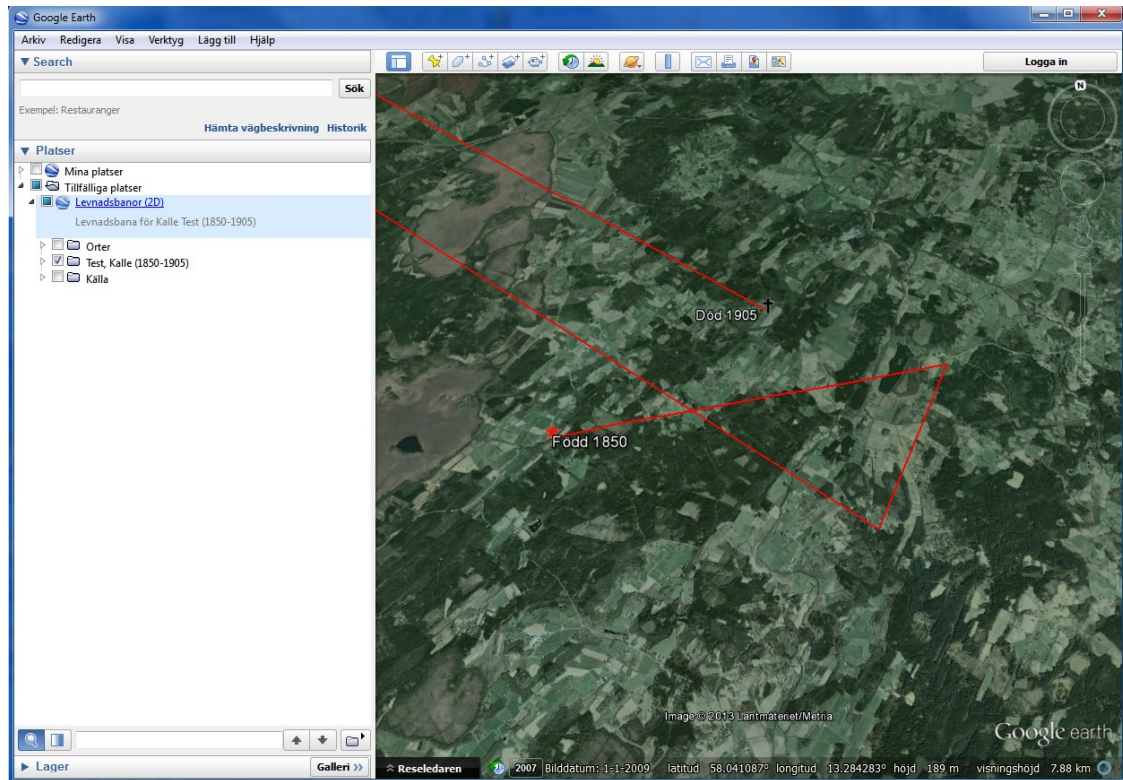 Google Earth
Arkiv Redigera Visa Verktyg Lägg till Hjälp
Search
Sök
Exempel: Restauranger
Hämta vägbeskrivning Historik
Platser
Mina platser
Tillfälliga platser
Levnadsbanor (2D)
Levnadsbana för Kalle Test (1850-1905)
Orter
Test, Kalle (1850-1905)
Källa
Lager
Galleri >>
Logga in
N
Död 1905
Född 1850
Image © 2013 Lantmäteriet/Metria
Google earth
Reseledaren 2007 Bilddatum: 1-1-2009 latitud 58.041087° longitud 13.284283° höjd 189 m visningshöjd 7.88 km